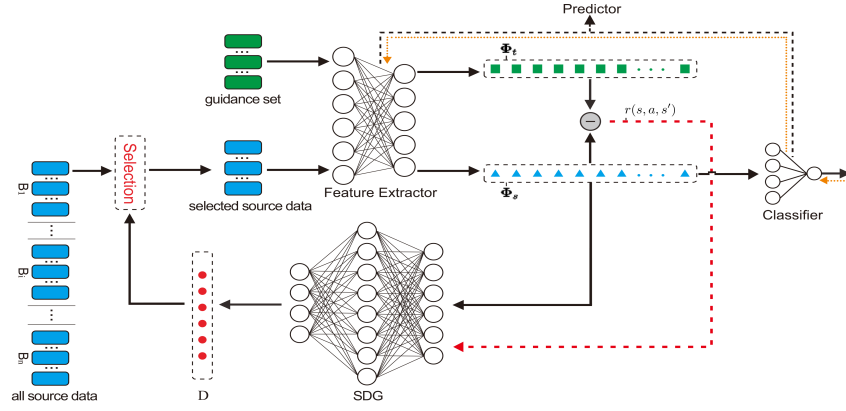 Predictor
Φt
guidance set
r(s, a, s′)
Selection
B1
selected source data
Feature Extractor
Φs
Classifier
Bi
Bn
all source data
D
SDG